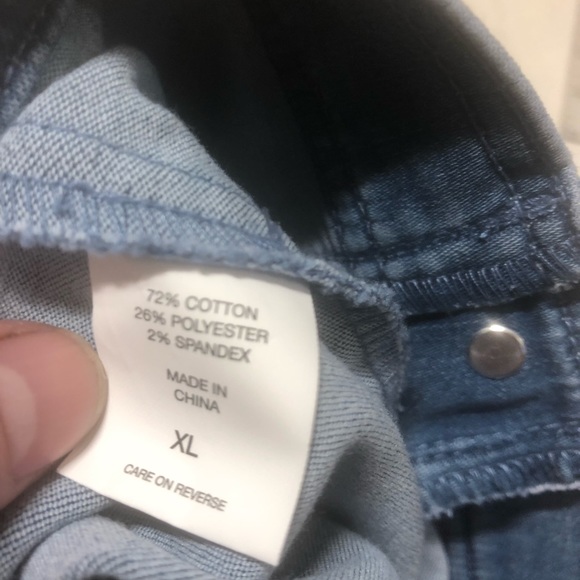 72% COTTON
26% POLYESTER
2% SPANDEX
MADE IN
CHINA
XL
CARE ON REVERSE